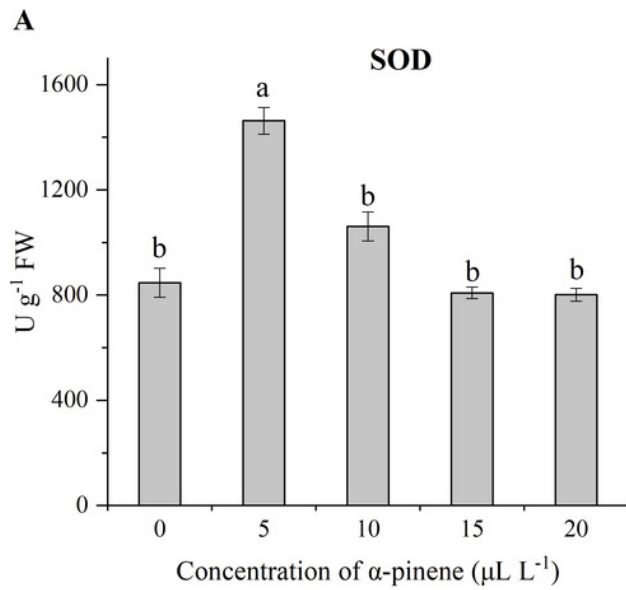 A
SOD
1600
1200
800
400
0
U g⁻¹ FW
b
a
b
b
b
0 5 10 15 20
Concentration of α-pinene (μL L⁻¹)